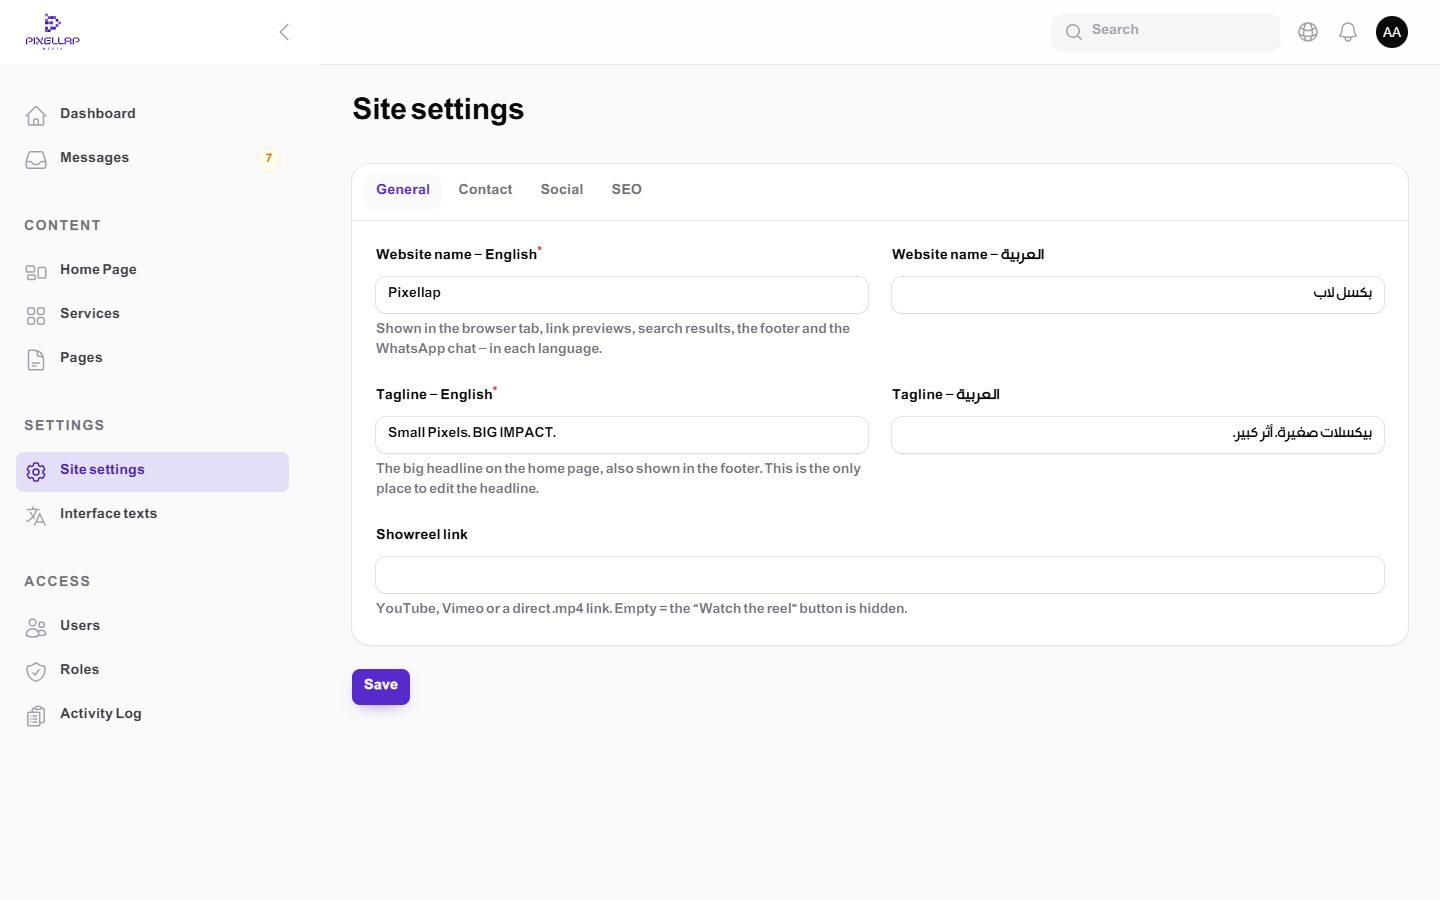 PIXELLAP
MEDIA
Search
AA
Dashboard
Messages
7
CONTENT
Home Page
Services
Pages
SETTINGS
Site settings
Interface texts
ACCESS
Users
Roles
Activity Log
Site settings
General
Contact
Social
SEO
Website name – English*
Pixellap
Shown in the browser tab, link previews, search results, the footer and the
WhatsApp chat – in each language.
Website name – العربية
بكسل لاب
Tagline – English*
Small Pixels. BIG IMPACT.
The big headline on the home page, also shown in the footer. This is the only
place to edit the headline.
Tagline – العربية
بيكسلات صغيرة. أثر كبير.
Showreel link
YouTube, Vimeo or a direct .mp4 link. Empty = the “Watch the reel” button is hidden.
Save